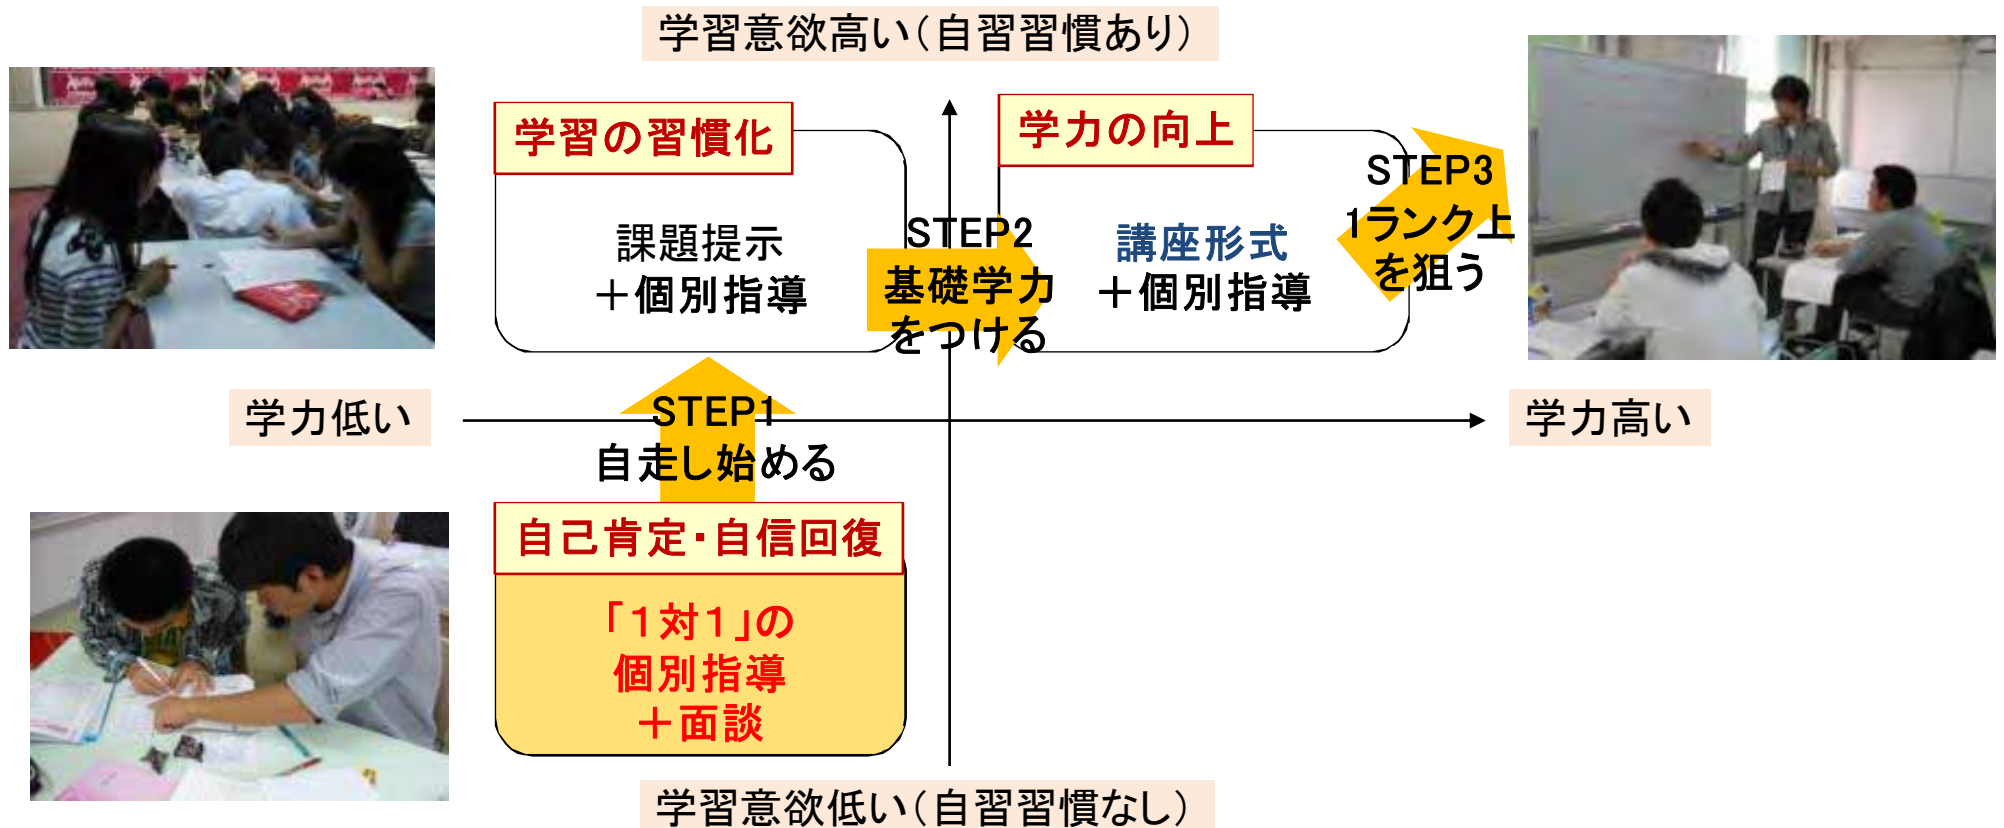 学習意欲高い（自習習慣あり）
学習の習慣化
課題提示
＋個別指導
STEP2
基礎学力
をつける
学力の向上
講座形式
＋個別指導
STEP3
1ランク上
を狙う
学力低い
学力高い
STEP1
自走し始める
自己肯定・自信回復
「１対１」の
個別指導
＋面談
学習意欲低い（自習習慣なし）